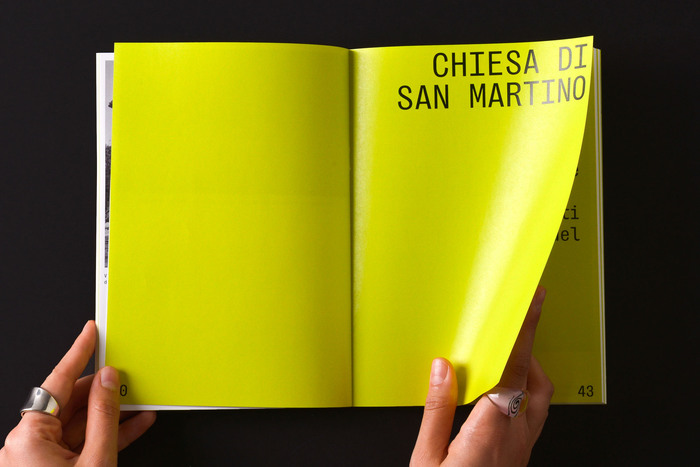 CHIESA DI
SAN MARTINO
43